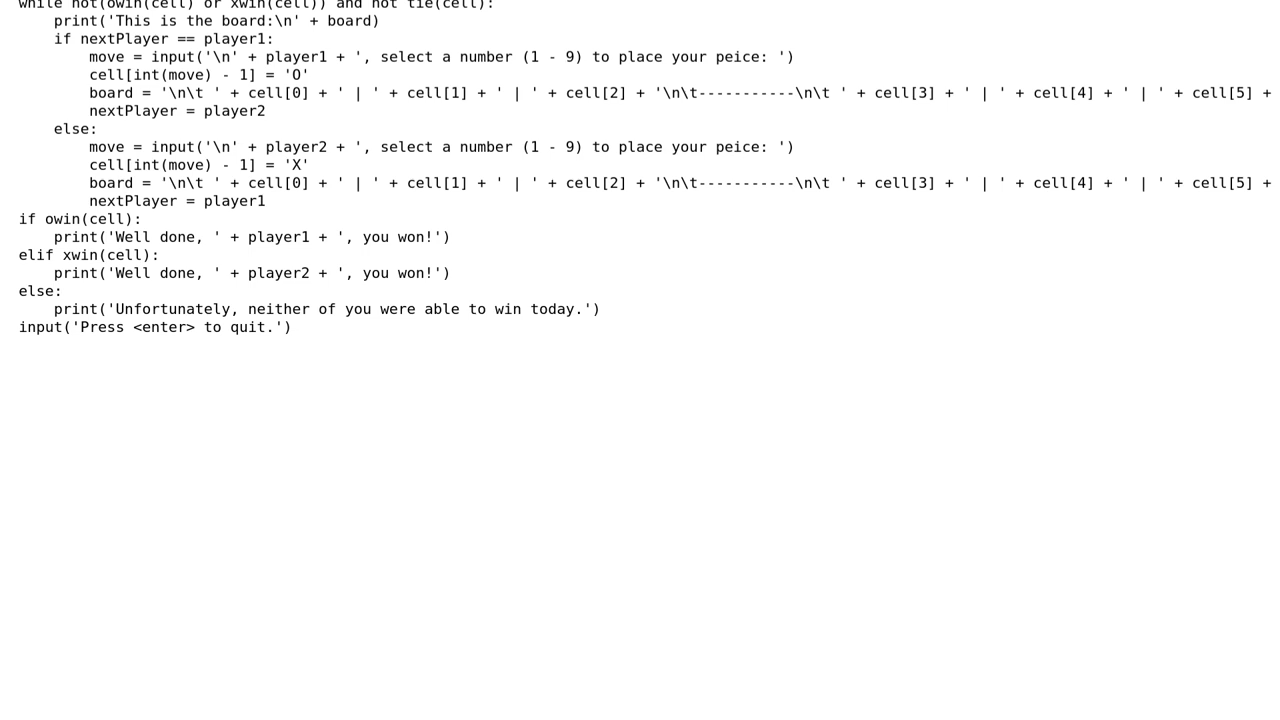 while not(owin(cell) or xwin(cell)) and not tie(cell):
    print('This is the board:\n' + board)
    if nextPlayer == player1:
        move = input('\n' + player1 + ', select a number (1 - 9) to place your peice: ')
        cell[int(move) - 1] = 'O'
        board = '\n\t ' + cell[0] + ' | ' + cell[1] + ' | ' + cell[2] + '\n\t-----------\n\t ' + cell[3] + ' | ' + cell[4] + ' | ' + cell[5] +
        nextPlayer = player2
    else:
        move = input('\n' + player2 + ', select a number (1 - 9) to place your peice: ')
        cell[int(move) - 1] = 'X'
        board = '\n\t ' + cell[0] + ' | ' + cell[1] + ' | ' + cell[2] + '\n\t-----------\n\t ' + cell[3] + ' | ' + cell[4] + ' | ' + cell[5] +
        nextPlayer = player1
if owin(cell):
    print('Well done, ' + player1 + ', you won!')
elif xwin(cell):
    print('Well done, ' + player2 + ', you won!')
else:
    print('Unfortunately, neither of you were able to win today.')
input('Press <enter> to quit.')